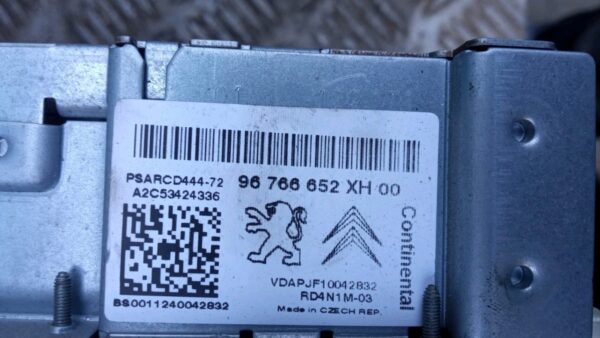 PSARCD444-72 96 766 652 XH 00
A2C53424336
Continental
VDAPJF10042832
RD4N1M-03
BS0011240042832
Made in CZECH REP.